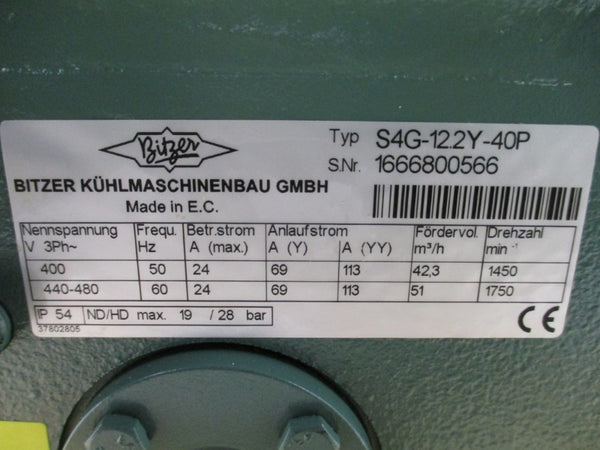 Bitzer
BITZER KÜHLMASCHINENBAU GMBH
Made in E.C.
Typ S4G-12.2Y-40P
S.Nr. 1666800566
Nennspannung Frequ. Betr.strom Anlaufstrom Fördervol. Drehzahl
V 3Ph~ Hz A (max.) A (Y) A (YY) m³/h min⁻¹
400 50 24 69 113 42,3 1450
440-480 60 24 69 113 51 1750
IP 54 ND/HD max. 19 / 28 bar CE
37802805